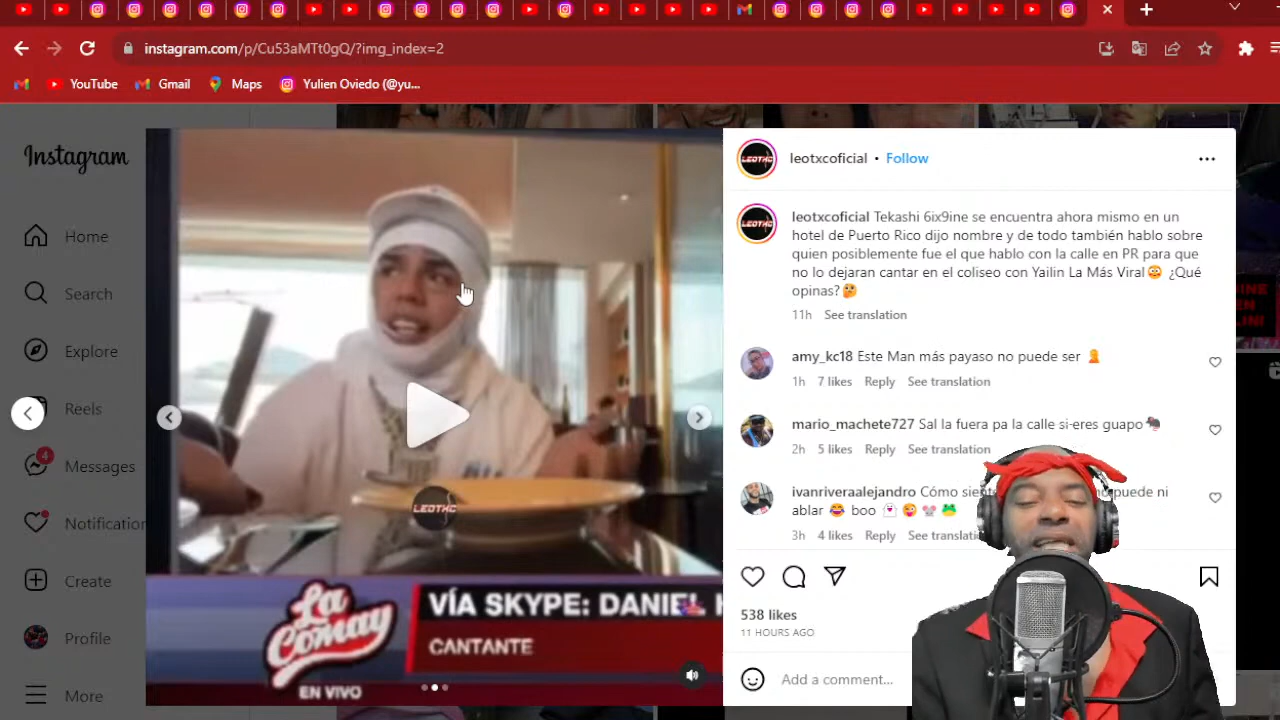 instagram.com/p/Cu53aMTt0gQ/?img_index=2
YouTube
Gmail
Maps
Yulien Oviedo (@yu...
Instagram
Home
Search
Explore
Reels
4
Messages
Notification
Create
Profile
More
LEOTXC
VÍA SKYPE: DANIEL
CANTANTE
La
Comay
EN VIVO
leotxcoficial • Follow
leotxcoficial Tekashi 6ix9ine se encuentra ahora mismo en un
hotel de Puerto Rico dijo nombre y de todo también hablo sobre
quien posiblemente fue el que hablo con la calle en PR para que
no lo dejaran cantar en el coliseo con Yailin La Más Viral😳 ¿Qué
opinas?🤔
11h See translation
amy_kc18 Este Man más payaso no puede ser
1h 7 likes Reply See translation
mario_machete727 Sal la fuera pa la calle si-eres guapo🐀
2h 5 likes Reply See translation
ivanriveraalejandro Cómo puede ni
ablar 😂 boo 👻😜🐭🐸
3h 4 likes Reply See
538 likes
11 HOURS AGO
Add a comment...